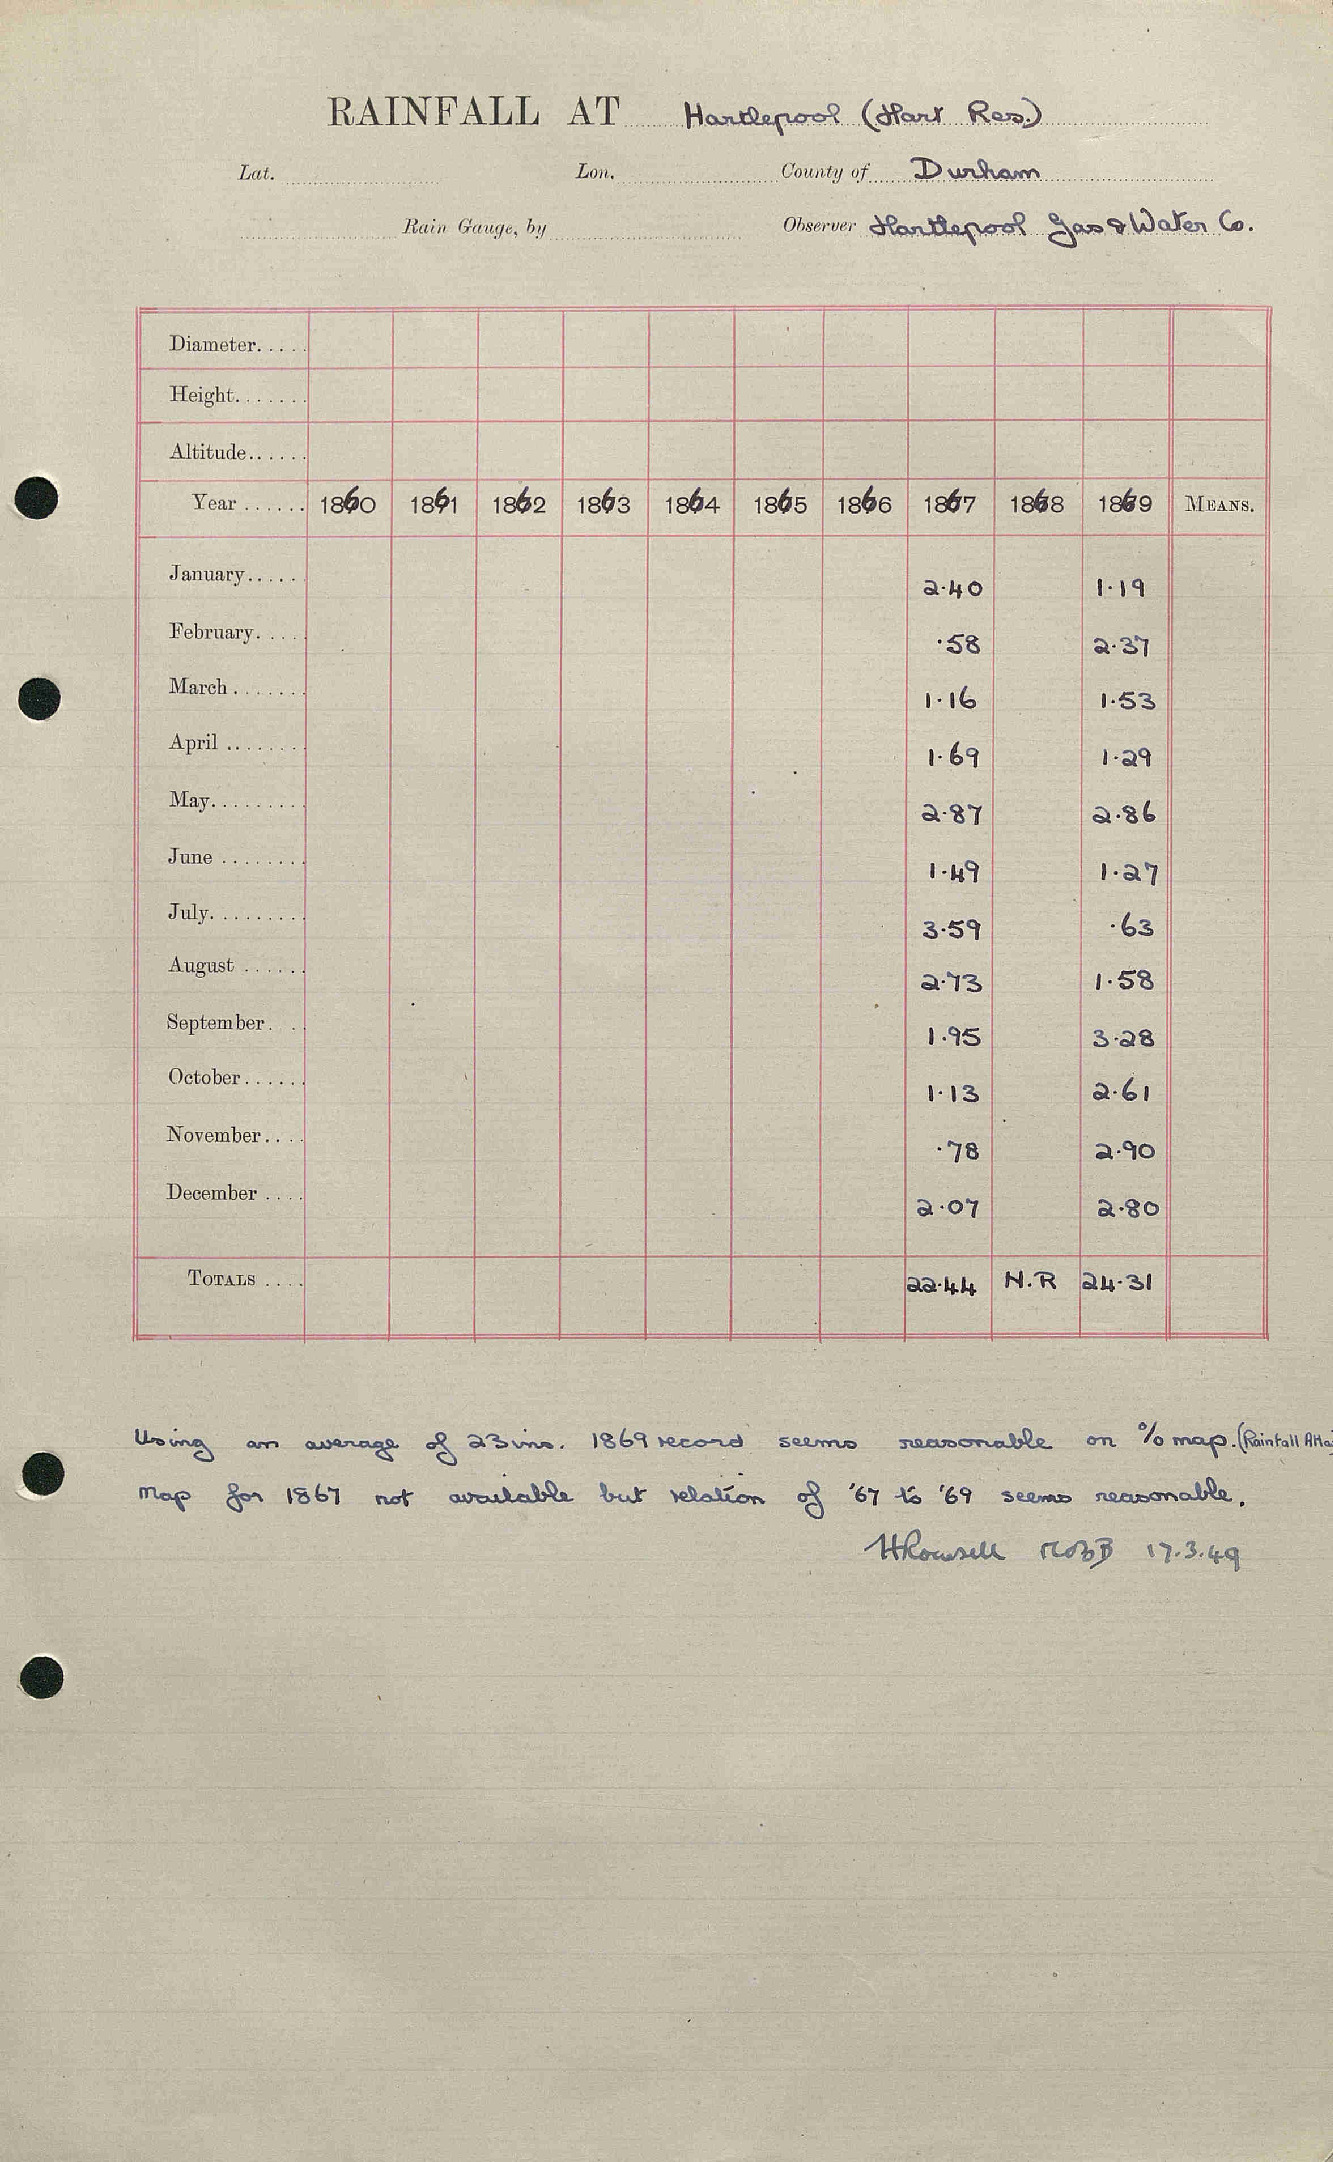 RAINFALL AT Hartlepool (Hart Res.)
Lat. Lon. County of Durham
Rain Gauge, by Observer Hartlepool Gas & Water Co.
Diameter.....
Height.......
Altitude......
Year ...... 1860 1861 1862 1863 1864 1865 1866 1867 1868 1869 MEANS.
January..... 2.40 1.19
February.... .58 2.37
March ....... 1.16 1.53
April ........ 1.69 1.29
May......... 2.87 2.86
June ........ 1.49 1.27
July......... 3.59 .63
August ...... 2.73 1.58
September. . . 1.95 3.28
October...... 1.13 2.61
November.... .78 2.90
December .... 2.07 2.80
TOTALS .... 22.44 N.R 24.31
Using an average of 23 ins. 1869 record seems reasonable on % map. (Rainfall Atlas
Map for 1867 not available but relation of '67 to '69 seems reasonable.
17.3.49